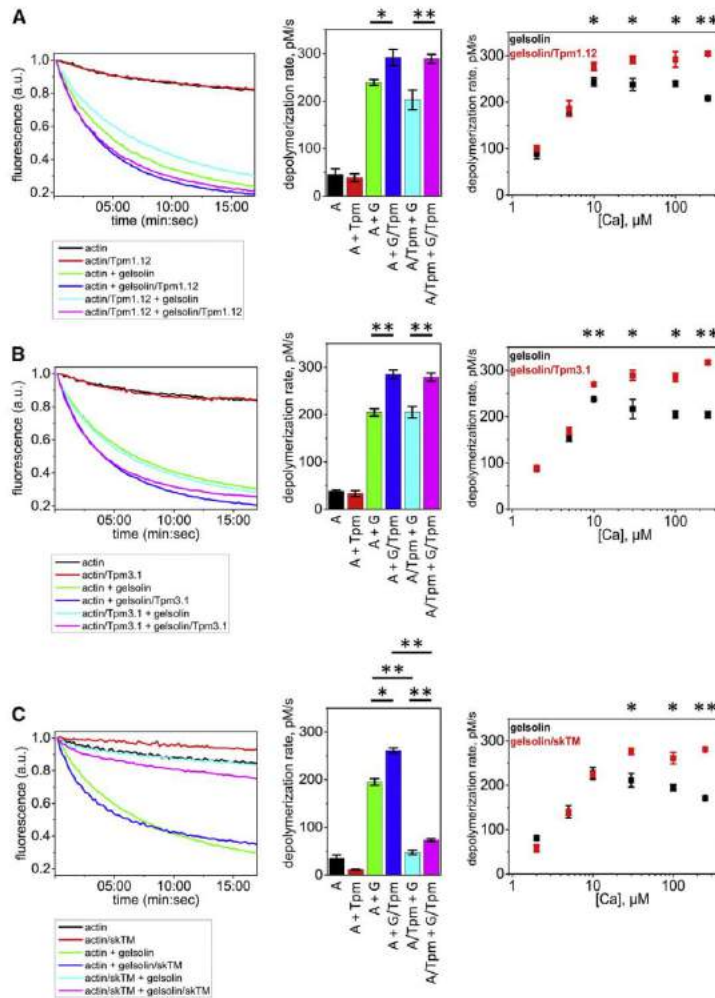 A
fluorescence (a.u.)
1.0
0.8
0.6
0.4
0.2
05:00 10:00 15:00
time (min:sec)
actin
actin/Tpm1.12
actin + gelsolin
actin + gelsolin/Tpm1.12
actin/Tpm1.12 + gelsolin
actin/Tpm1.12 + gelsolin/Tpm1.12
* **
depolymerization rate, pM/s
300
200
100
0
A
A + Tpm
A + G
A + G/Tpm
A/Tpm + G
A/Tpm + G/Tpm
* * * **
gelsolin
gelsolin/Tpm1.12
depolymerization rate, pM/s
300
200
100
0
1 10 100
[Ca], µM
B
fluorescence (a.u.)
1.0
0.8
0.6
0.4
0.2
05:00 10:00 15:00
time (min:sec)
actin
actin/Tpm3.1
actin + gelsolin
actin + gelsolin/Tpm3.1
actin/Tpm3.1 + gelsolin
actin/Tpm3.1 + gelsolin/Tpm3.1
** **
depolymerization rate, pM/s
300
200
100
0
A
A + Tpm
A + G
A + G/Tpm
A/Tpm + G
A/Tpm + G/Tpm
** * * **
gelsolin
gelsolin/Tpm3.1
depolymerization rate, pM/s
300
200
100
0
1 10 100
[Ca], µM
C
fluorescence (a.u.)
1.0
0.8
0.6
0.4
0.2
05:00 10:00 15:00
time (min:sec)
actin
actin/skTM
actin + gelsolin
actin + gelsolin/skTM
actin/skTM + gelsolin
actin/skTM + gelsolin/skTM
**
**
* **
depolymerization rate, pM/s
300
200
100
0
A
A + Tpm
A + G
A + G/Tpm
A/Tpm + G
A/Tpm + G/Tpm
* * **
gelsolin
gelsolin/skTM
depolymerization rate, pM/s
300
200
100
0
1 10 100
[Ca], µM